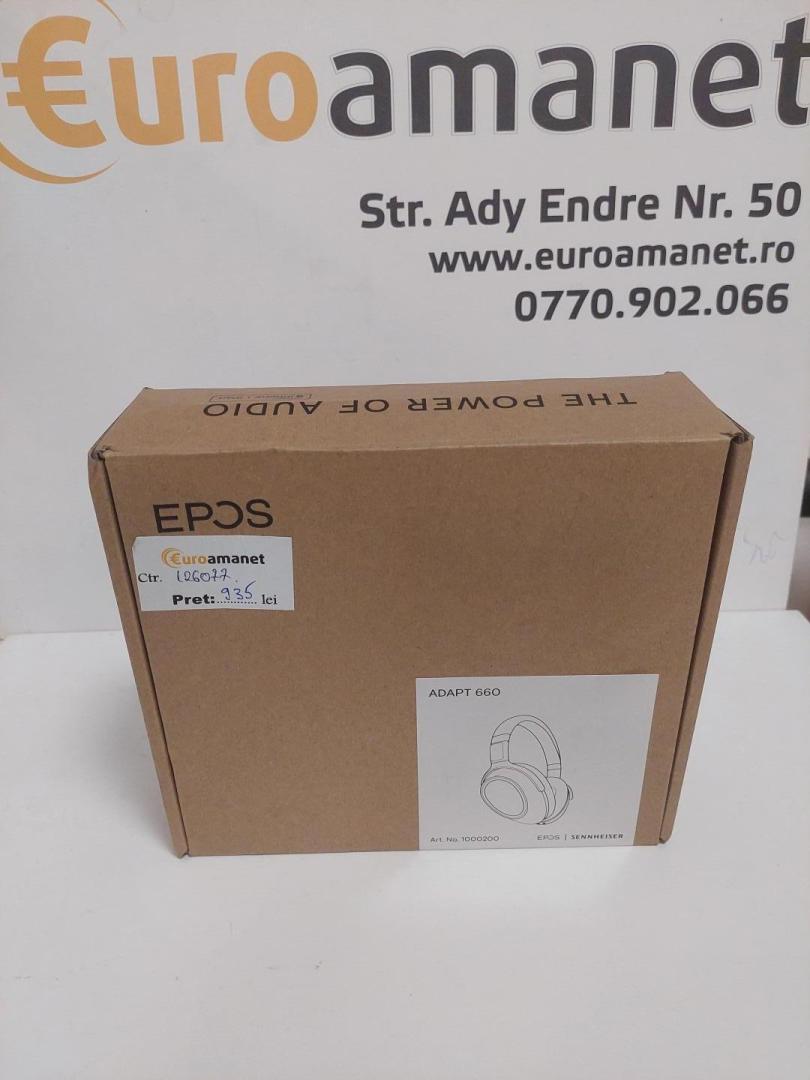 €uroamanet
Str. Ady Endre Nr. 50
www.euroamanet.ro
0770.902.066
THE POWER OF AUDIO
EPOS
€uroamanet
Ctr. 126077.
Pret: 935 lei
ADAPT 660
Art. No. 1000200
EPOS | SENNHEISER